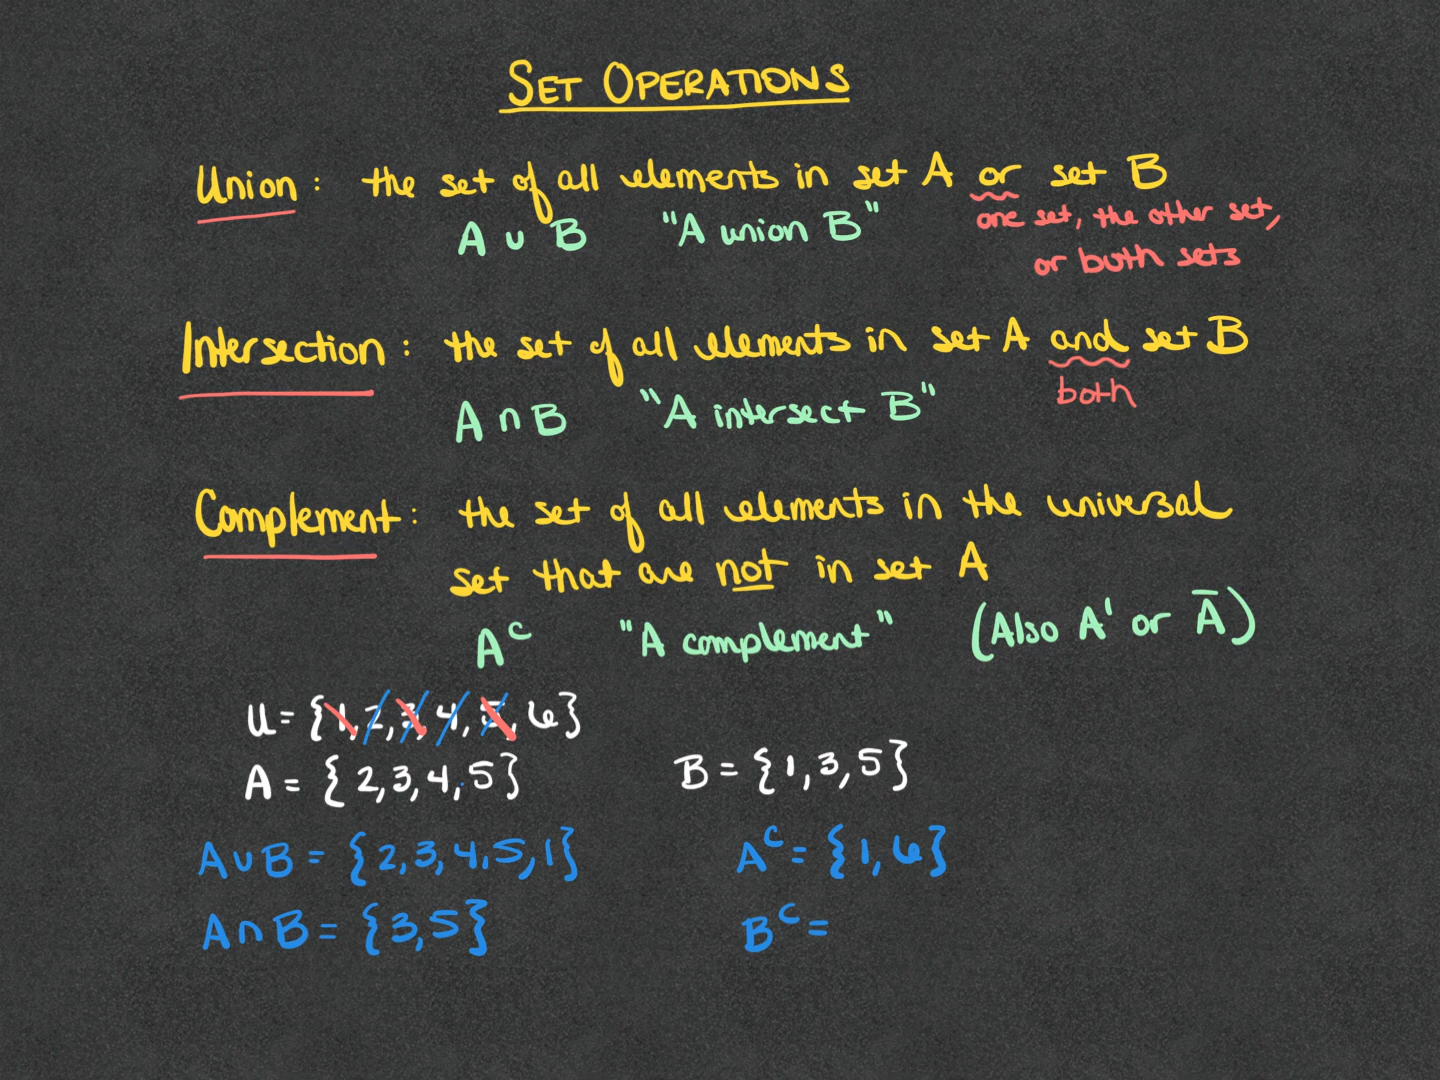 SET OPERATIONS
Union: the set of all elements in set A or set B
A ∪ B "A union B" one set, the other set,
or both sets
Intersection: the set of all elements in set A and set B
A ∩ B "A intersect B" both
Complement: the set of all elements in the universal
set that are not in set A
Aᶜ "A complement" (Also A' or A̅)
U = {1, 2, 3, 4, 5, 6}
A = {2, 3, 4, 5} B = {1, 3, 5}
A∪B = {2, 3, 4, 5, 1} Aᶜ = {1, 6}
A∩B = {3, 5} Bᶜ =